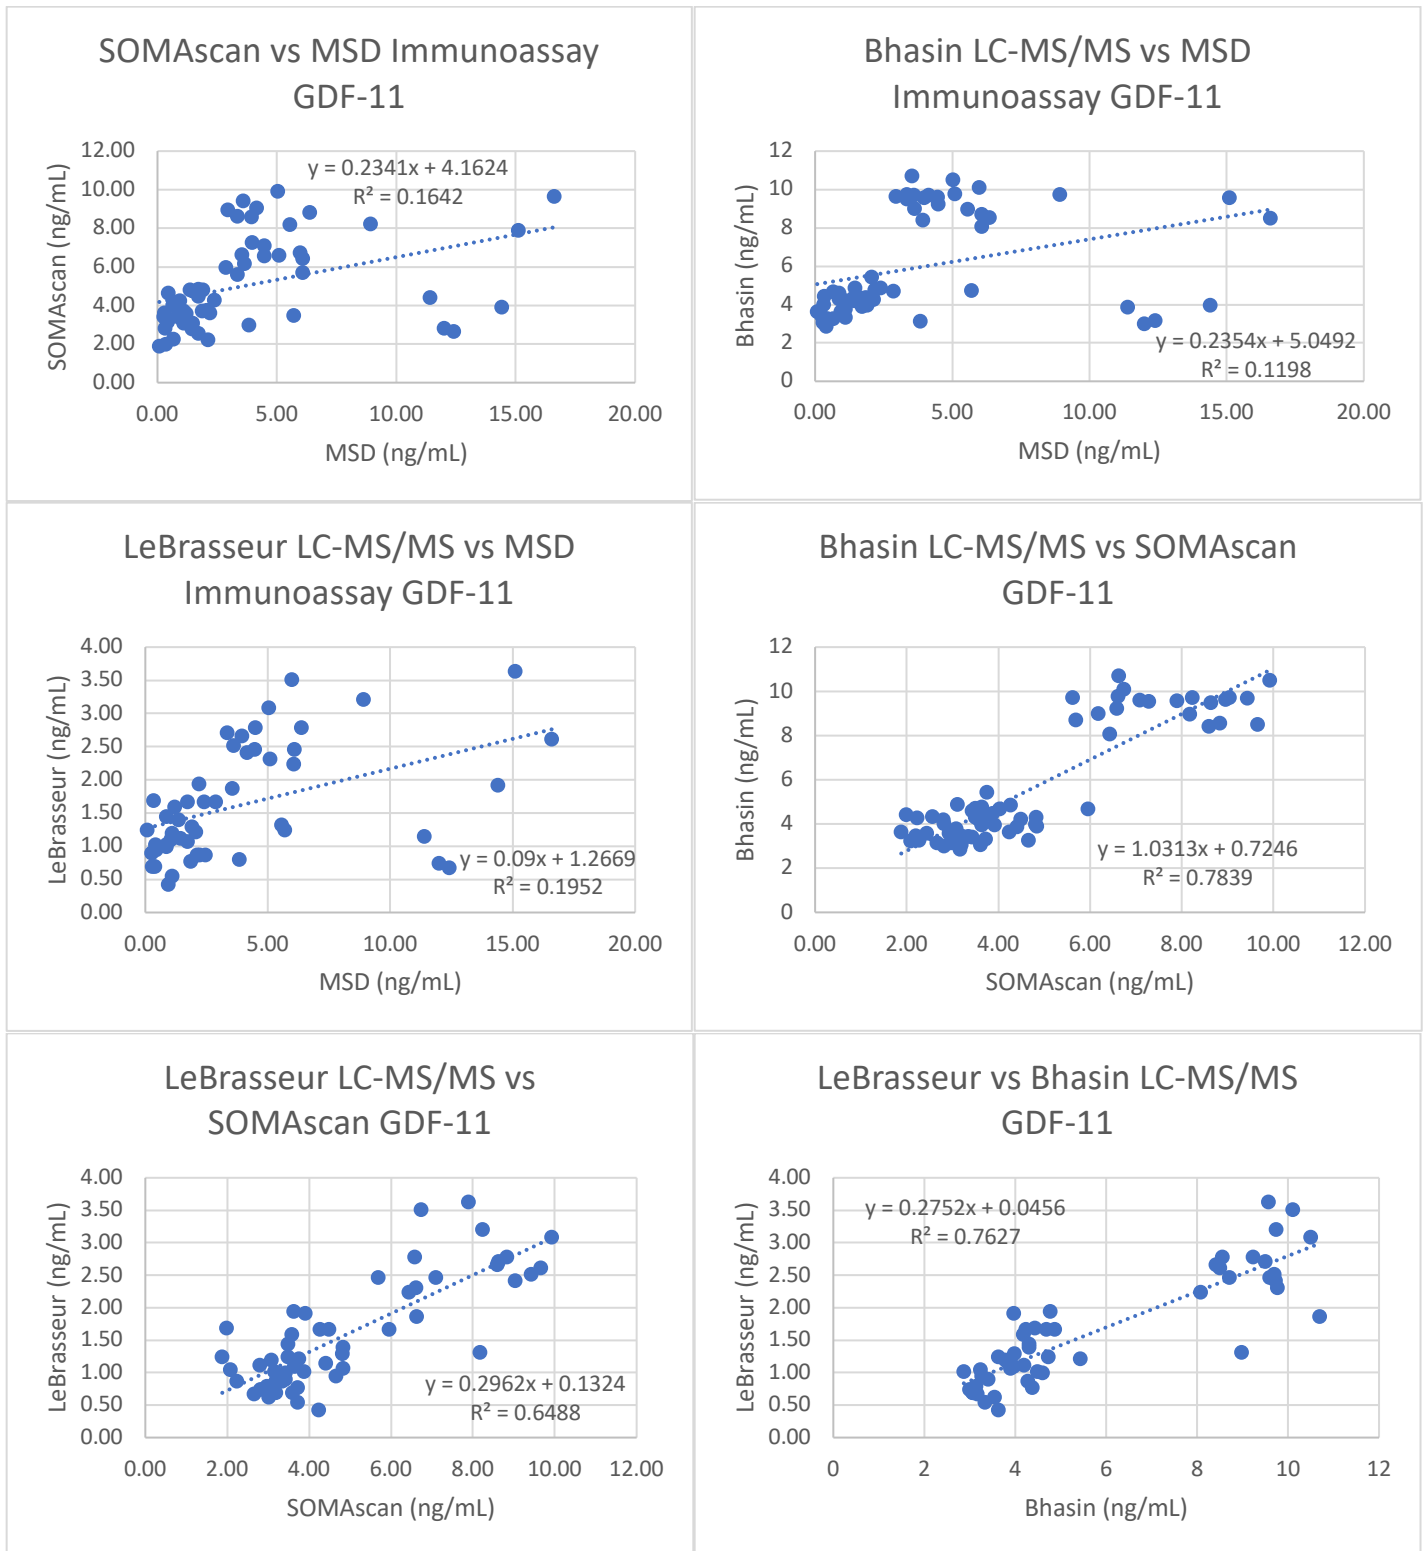 SOMAscan vs MSD Immunoassay
GDF-11
SOMAscan (ng/mL)
12.00
10.00
8.00
6.00
4.00
2.00
0.00
y = 0.2341x + 4.1624
R² = 0.1642
0.00 5.00 10.00 15.00 20.00
MSD (ng/mL)
Bhasin LC-MS/MS vs MSD
Immunoassay GDF-11
Bhasin (ng/mL)
12
10
8
6
4
2
0
y = 0.2354x + 5.0492
R² = 0.1198
0.00 5.00 10.00 15.00 20.00
MSD (ng/mL)
LeBrasseur LC-MS/MS vs MSD
Immunoassay GDF-11
LeBrasseur (ng/mL)
4.00
3.50
3.00
2.50
2.00
1.50
1.00
0.50
0.00
y = 0.09x + 1.2669
R² = 0.1952
0.00 5.00 10.00 15.00 20.00
MSD (ng/mL)
Bhasin LC-MS/MS vs SOMAscan
GDF-11
Bhasin (ng/mL)
12
10
8
6
4
2
0
y = 1.0313x + 0.7246
R² = 0.7839
0.00 2.00 4.00 6.00 8.00 10.00 12.00
SOMAscan (ng/mL)
LeBrasseur LC-MS/MS vs
SOMAscan GDF-11
LeBrasseur (ng/mL)
4.00
3.50
3.00
2.50
2.00
1.50
1.00
0.50
0.00
y = 0.2962x + 0.1324
R² = 0.6488
0.00 2.00 4.00 6.00 8.00 10.00 12.00
SOMAscan (ng/mL)
LeBrasseur vs Bhasin LC-MS/MS
GDF-11
LeBrasseur (ng/mL)
4.00
3.50
3.00
2.50
2.00
1.50
1.00
0.50
0.00
y = 0.2752x + 0.0456
R² = 0.7627
0 2 4 6 8 10 12
Bhasin (ng/mL)